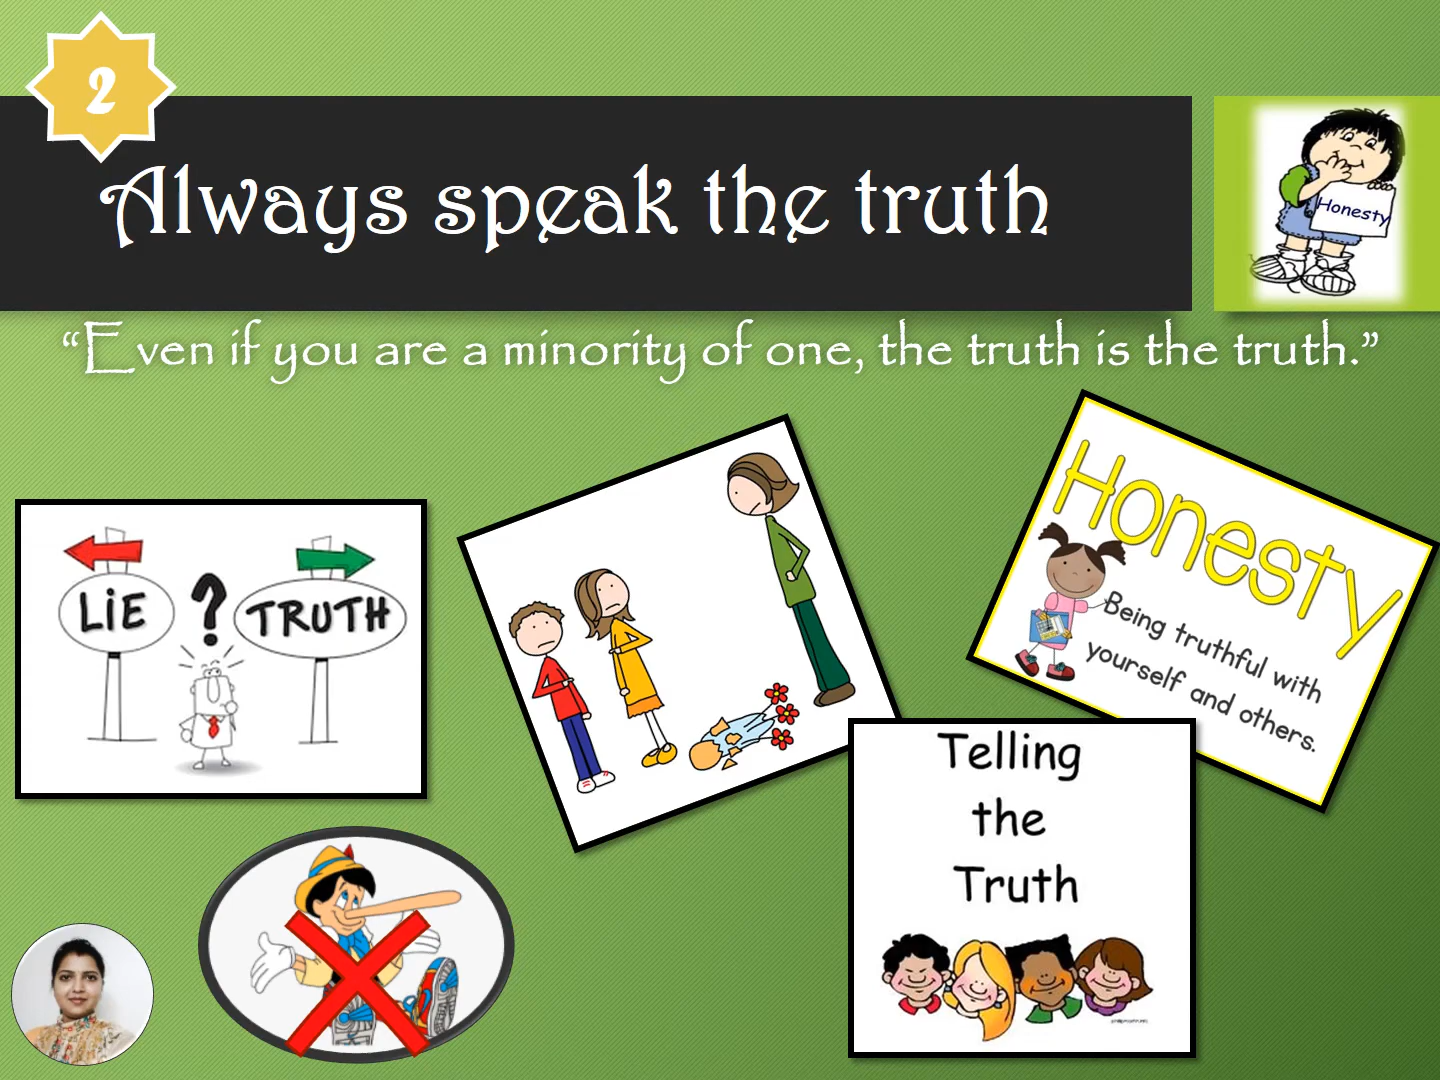 2
Always speak the truth
Honesty
“Even if you are a minority of one, the truth is the truth.”
LiE
?
TRUTH
Honesty
Being truthful with
yourself and others.
Telling
the
Truth